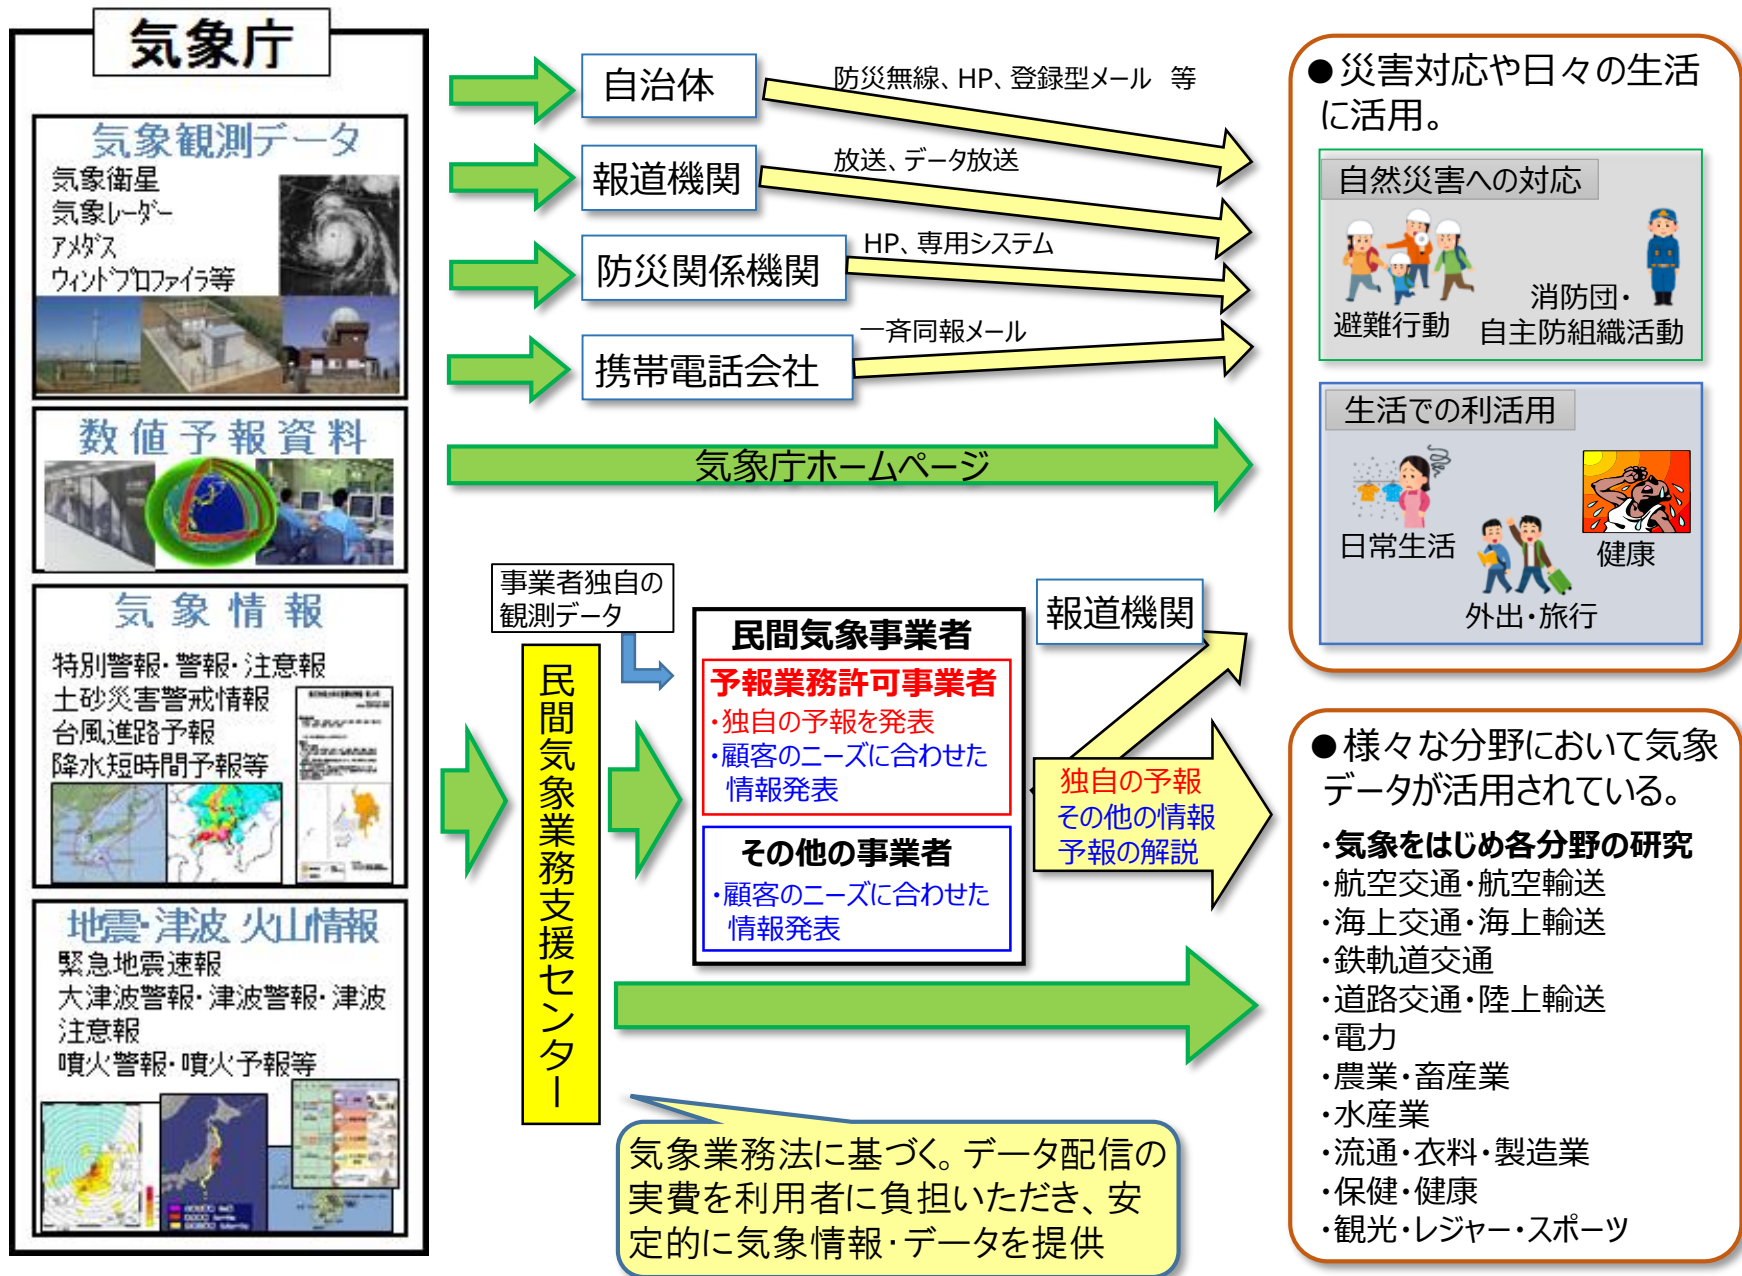 気象庁
気象観測データ
気象衛星
気象レーダー
アメダス
ウィンドプロファイラ等
数値予報資料
気象情報
特別警報・警報・注意報
土砂災害警戒情報
台風進路予報
降水短時間予報等
地震・津波 火山情報
緊急地震速報
大津波警報・津波警報・津波
注意報
噴火警報・噴火予報等
自治体
防災無線、HP、登録型メール 等
報道機関
放送、データ放送
防災関係機関
HP、専用システム
携帯電話会社
一斉同報メール
気象庁ホームページ
事業者独自の
観測データ
民間気象業務支援センター
民間気象事業者
予報業務許可事業者
・独自の予報を発表
・顧客のニーズに合わせた
情報発表
その他の事業者
・顧客のニーズに合わせた
情報発表
報道機関
独自の予報
その他の情報
予報の解説
気象業務法に基づく。データ配信の
実費を利用者に負担いただき、安
定的に気象情報・データを提供
●災害対応や日々の生活
に活用。
自然災害への対応
避難行動
消防団・
自主防組織活動
生活での利活用
日常生活
健康
外出・旅行
●様々な分野において気象
データが活用されている。
・気象をはじめ各分野の研究
・航空交通・航空輸送
・海上交通・海上輸送
・鉄軌道交通
・道路交通・陸上輸送
・電力
・農業・畜産業
・水産業
・流通・衣料・製造業
・保健・健康
・観光・レジャー・スポーツ